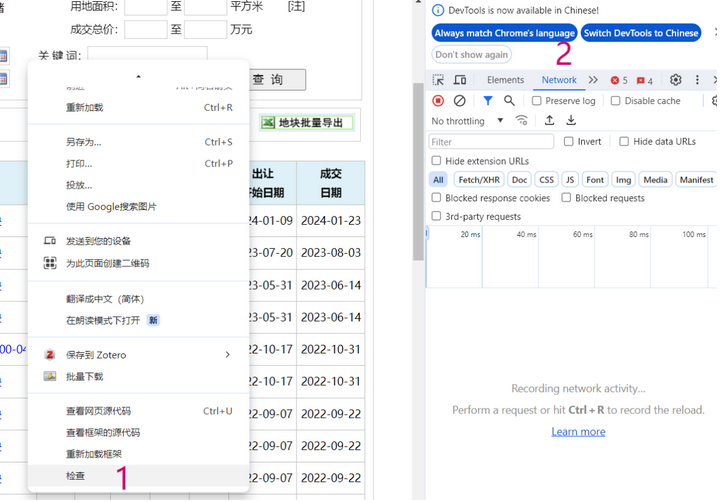 用地面积： 至 平方米 [注]
成交总价： 至 万元
关 键 词：
查 询
地块批量导出
出让 成交
始日期 日期
24-01-09 2024-01-23
23-07-20 2023-08-03
23-05-31 2023-06-14
23-05-31 2023-06-14
22-10-17 2022-10-31
22-10-17 2022-10-31
22-09-07 2022-09-22
22-09-07 2022-09-22
22-09-07 2022-09-22
重新加载 Ctrl+R
另存为... Ctrl+S
打印... Ctrl+P
投放...
使用 Google搜索图片
发送到您的设备
为此页面创建二维码
翻译成中文（简体）
在朗读模式下打开 新
保存到 Zotero
批量下载
查看网页源代码 Ctrl+U
查看框架的源代码
重新加载框架
检查
1
DevTools is now available in Chinese!
Always match Chrome's language Switch DevTools to Chinese
Don't show again
2
Elements Network 5 4
Preserve log Disable cache
No throttling
Filter Invert Hide data URLs
Hide extension URLs
All Fetch/XHR Doc CSS JS Font Img Media Manifest
Blocked response cookies Blocked requests
3rd-party requests
20 ms 40 ms 60 ms 80 ms 100 ms
Recording network activity...
Perform a request or hit Ctrl + R to record the reload.
Learn more